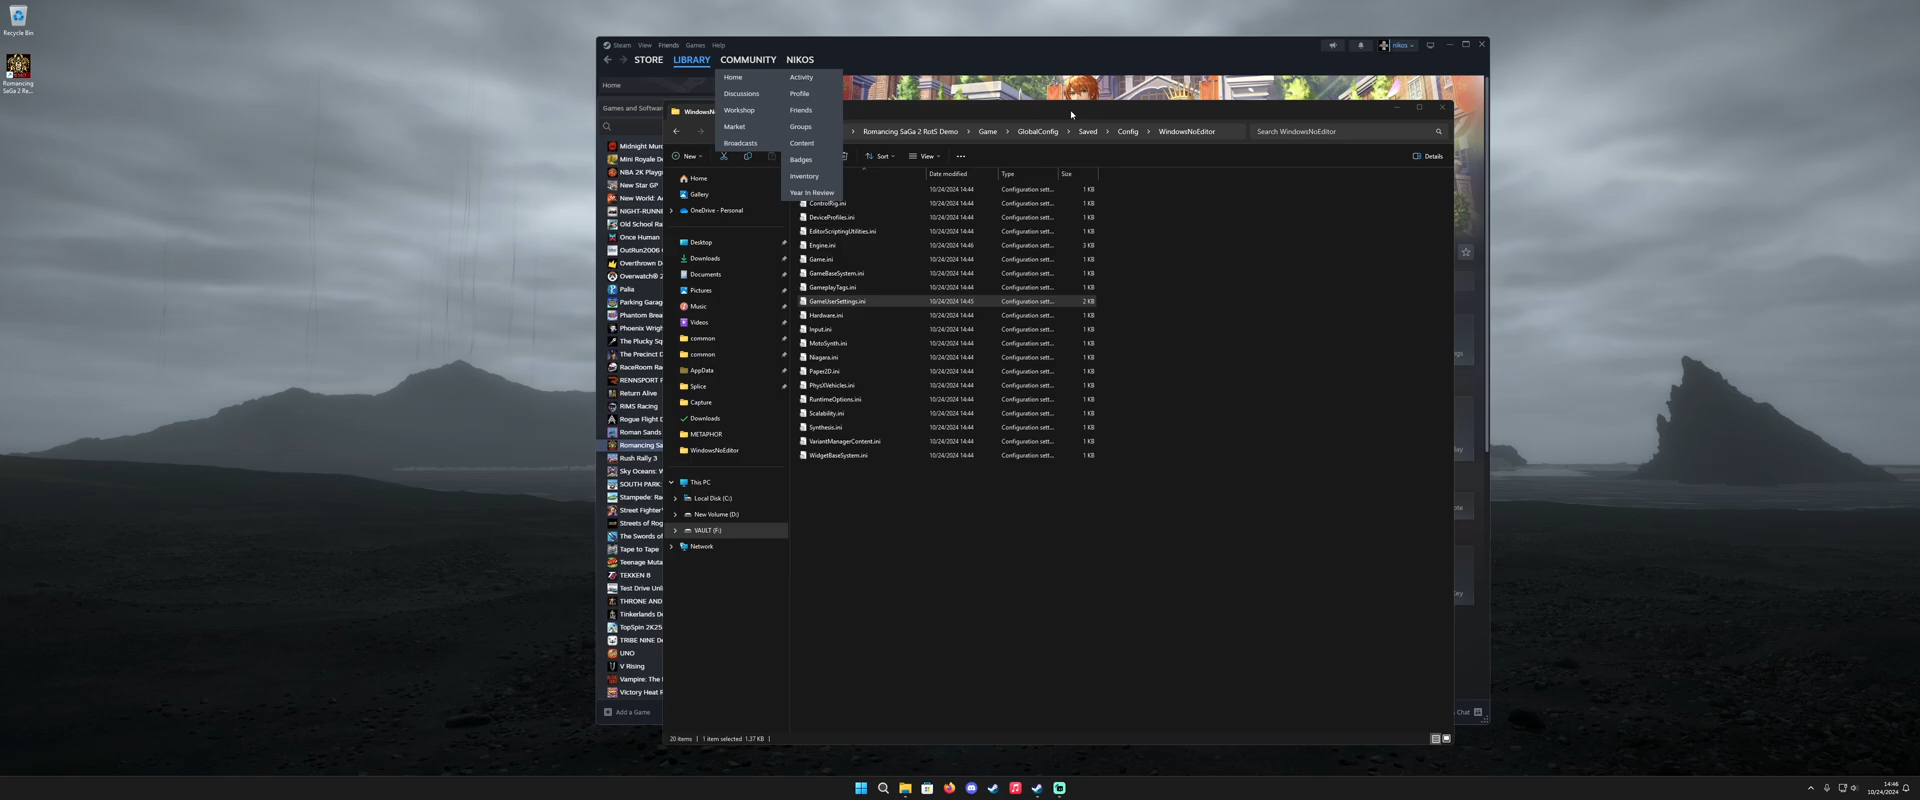 Recycle Bin
Romancing
SaGa 2 Re...
Steam View Friends Games Help
nikos
STORE LIBRARY COMMUNITY NIKOS
Home
Games and Softwar
Home
Discussions
Workshop
Market
Broadcasts
Activity
Profile
Friends
Groups
Content
Badges
Inventory
Year In Review
Midnight Mur
Mini Royale De
NBA 2K Playg
New Star GP
New World: Ae
NIGHT-RUNNE
Old School Ra
Once Human
OutRun2006 C
Overthrown De
Overwatch® 2
Palia
Parking Garag
Phantom Brea
Phoenix Wrigh
The Plucky Sq
The Precinct D
RaceRoom Rac
RENNSPORT P
Return Alive
RIMS Racing
Rogue Flight D
Roman Sands
Romancing Sa
Rush Rally 3
Sky Oceans: W
SOUTH PARK:
Stampede: Rac
Street Fighter
Streets of Rog
The Swords of
Tape to Tape
Teenage Muta
TEKKEN 8
Test Drive Unl
THRONE AND
Tinkerlands De
TopSpin 2K25
TRIBE NINE De
UNO
V Rising
Vampire: The
Victory Heat R
Add a Game
WindowsNo
Romancing SaGa 2 RotS Demo > Game > GlobalConfig > Saved > Config > WindowsNoEditor
Search WindowsNoEditor
New
Sort
View
...
Details
Home
Gallery
OneDrive - Personal
Desktop
Downloads
Documents
Pictures
Music
Videos
common
common
AppData
Splice
Capture
Downloads
METAPHOR
WindowsNoEditor
This PC
Local Disk (C:)
New Volume (D:)
VAULT (F:)
Network
Date modified Type Size
10/24/2024 14:44 Configuration sett... 1 KB
ControlRig.ini 10/24/2024 14:44 Configuration sett... 1 KB
DeviceProfiles.ini 10/24/2024 14:44 Configuration sett... 1 KB
EditorScriptingUtilities.ini 10/24/2024 14:44 Configuration sett... 1 KB
Engine.ini 10/24/2024 14:46 Configuration sett... 3 KB
Game.ini 10/24/2024 14:44 Configuration sett... 1 KB
GameBaseSystem.ini 10/24/2024 14:44 Configuration sett... 1 KB
GameplayTags.ini 10/24/2024 14:44 Configuration sett... 1 KB
GameUserSettings.ini 10/24/2024 14:45 Configuration sett... 2 KB
Hardware.ini 10/24/2024 14:44 Configuration sett... 1 KB
Input.ini 10/24/2024 14:44 Configuration sett... 1 KB
MotoSynth.ini 10/24/2024 14:44 Configuration sett... 1 KB
Niagara.ini 10/24/2024 14:44 Configuration sett... 1 KB
Paper2D.ini 10/24/2024 14:44 Configuration sett... 1 KB
PhysXVehicles.ini 10/24/2024 14:44 Configuration sett... 1 KB
RuntimeOptions.ini 10/24/2024 14:44 Configuration sett... 1 KB
Scalability.ini 10/24/2024 14:44 Configuration sett... 1 KB
Synthesis.ini 10/24/2024 14:44 Configuration sett... 1 KB
VariantManagerContent.ini 10/24/2024 14:44 Configuration sett... 1 KB
WidgetBaseSystem.ini 10/24/2024 14:44 Configuration sett... 1 KB
20 items 1 item selected 1.37 KB
Chat
14:46
10/24/2024